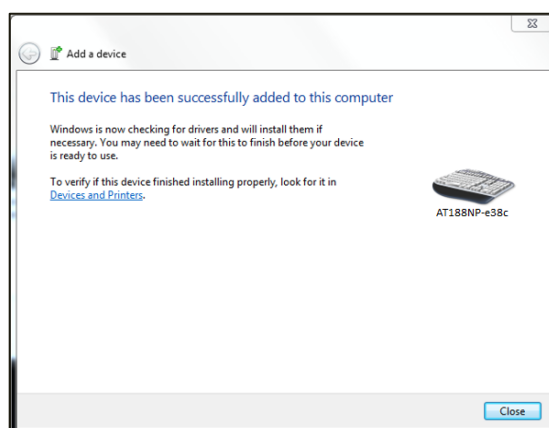 Add a device
This device has been successfully added to this computer
Windows is now checking for drivers and will install them if
necessary. You may need to wait for this to finish before your device
is ready to use.
To verify if this device finished installing properly, look for it in
Devices and Printers.
AT188NP-e38c
Close